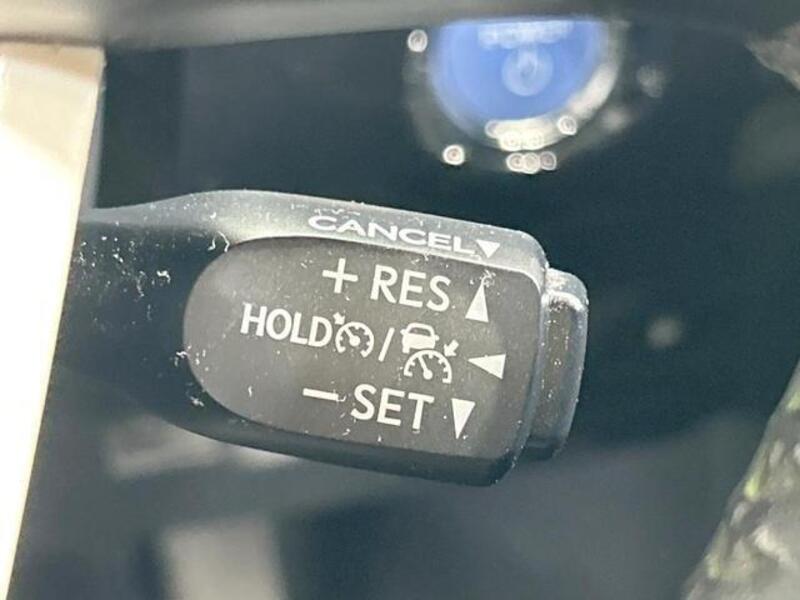 CANCEL▼
+ RES ▲
HOLD / ◀
− SET ▼